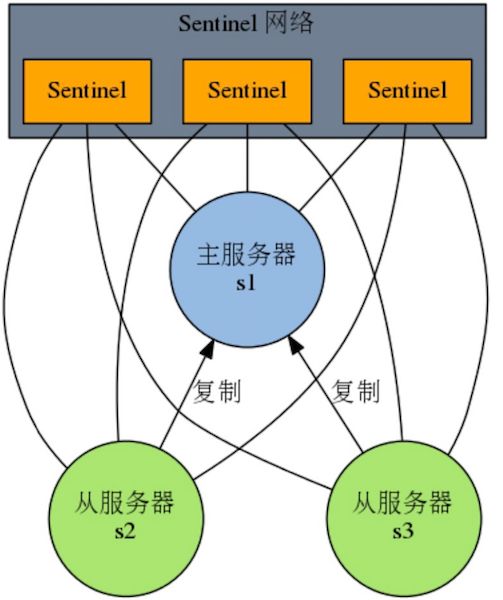 Sentinel 网络
Sentinel
Sentinel
Sentinel
主服务器
s1
复制
复制
从服务器
s2
从服务器
s3